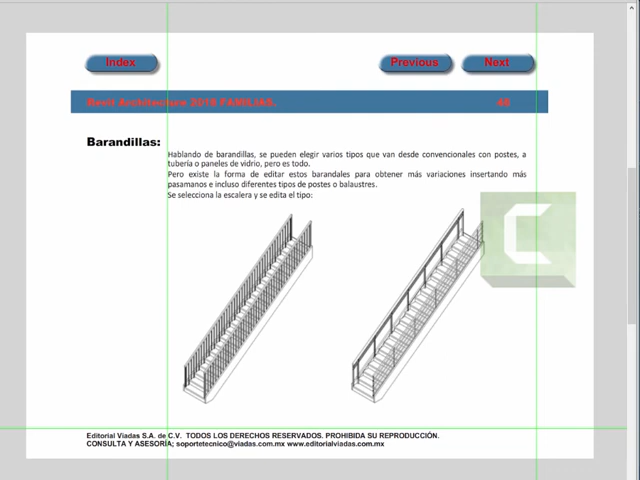 Index
Previous
Next
Revit Architecture 2018 FAMILIAS.
Barandillas:
Hablando de barandillas, se pueden elegir varios tipos que van desde convencionales con postes, a
tubería o paneles de vidrio, pero es todo.
Pero existe la forma de editar estos barandales para obtener más variaciones insertando más
pasamanos e incluso diferentes tipos de postes o balaustres.
Se selecciona la escalera y se edita el tipo:
Editorial Viadas S.A. de C.V. TODOS LOS DERECHOS RESERVADOS. PROHIBIDA SU REPRODUCCIÓN.
CONSULTA Y ASESORÍA; soportetecnico@viadas.com.mx www.editorialviadas.com.mx